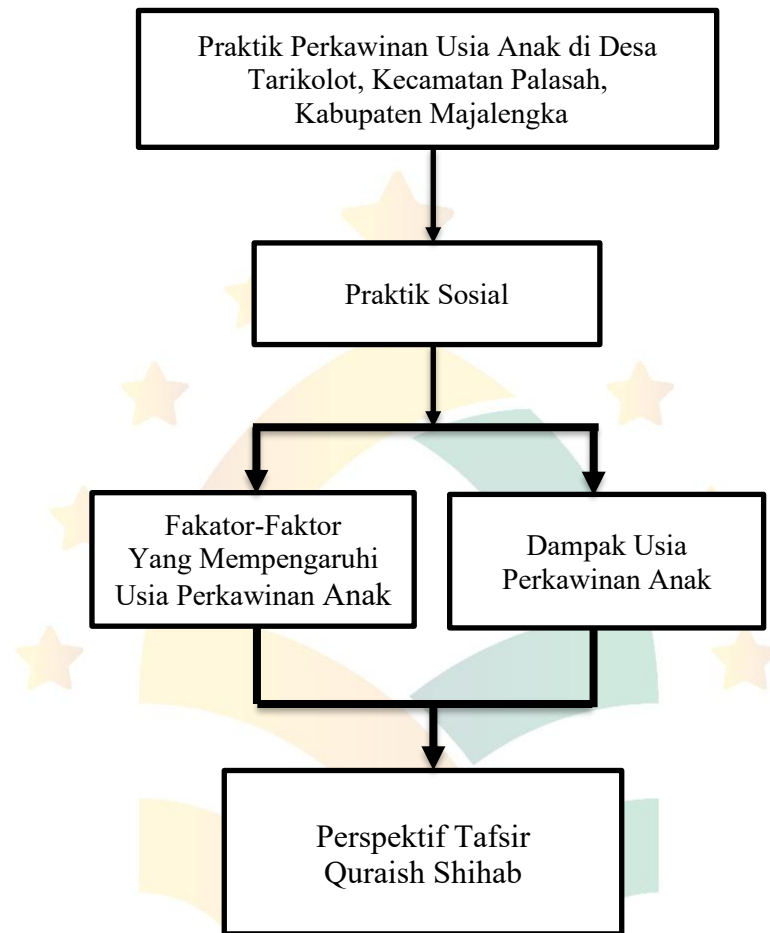 Praktik Perkawinan Usia Anak di Desa
Tarikolot, Kecamatan Palasah,
Kabupaten Majalengka
Praktik Sosial
Fakator-Faktor
Yang Mempengaruhi
Usia Perkawinan Anak
Dampak Usia
Perkawinan Anak
Perspektif Tafsir
Quraish Shihab